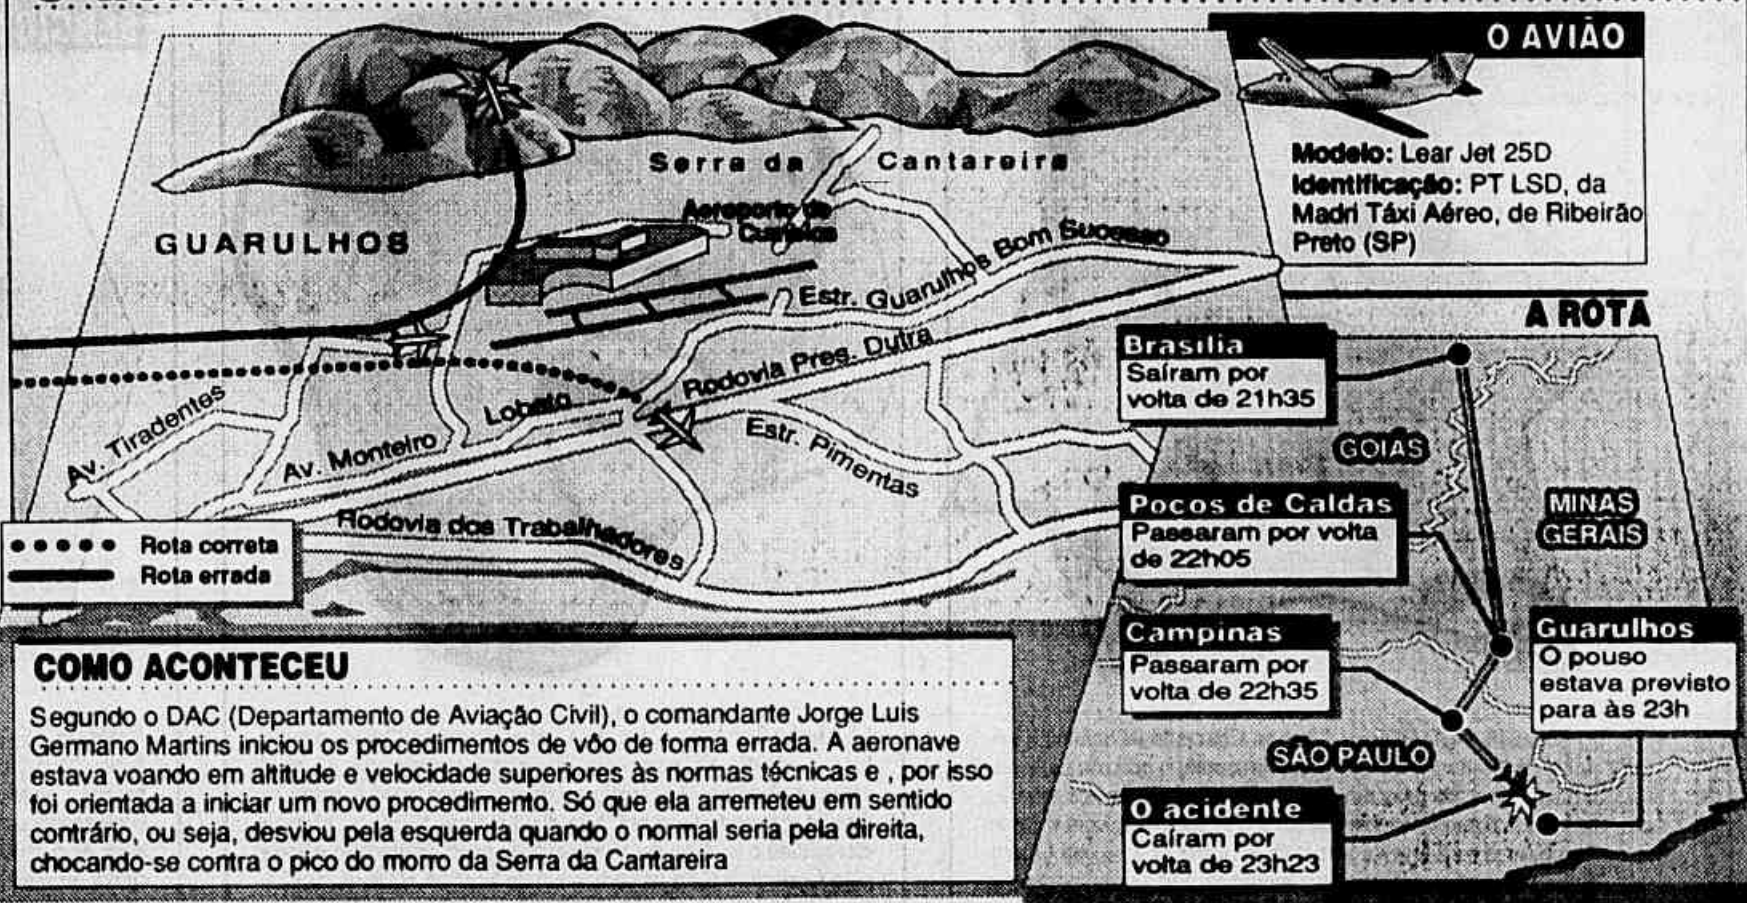 O AVIÃO
Modelo: Lear Jet 25D
Identificação: PT LSD, da
Madri Táxi Aéreo, de Ribeirão
Preto (SP)
Serra da Cantareira
GUARULHOS
Aeroporto de
Estr. Guarulhos Bom Sucesso
Rodovia Pres. Dutra
Av. Tiradentes
Av. Monteiro Lobato
Estr. Pimentas
Rodovia dos Trabalhadores
Rota correta
Rota errada
A ROTA
Brasília
Saíram por
volta de 21h35
GOIÁS
MINAS
GERAIS
Pocos de Caldas
Passaram por volta
de 22h05
Campinas
Passaram por
volta de 22h35
Guarulhos
O pouso
estava previsto
para às 23h
SÃO PAULO
O acidente
Caíram por
volta de 23h23
COMO ACONTECEU
Segundo o DAC (Departamento de Aviação Civil), o comandante Jorge Luis
Germano Martins iniciou os procedimentos de vôo de forma errada. A aeronave
estava voando em altitude e velocidade superiores às normas técnicas e , por isso
foi orientada a iniciar um novo procedimento. Só que ela arremeteu em sentido
contrário, ou seja, desviou pela esquerda quando o normal seria pela direita,
chocando-se contra o pico do morro da Serra da Cantareira